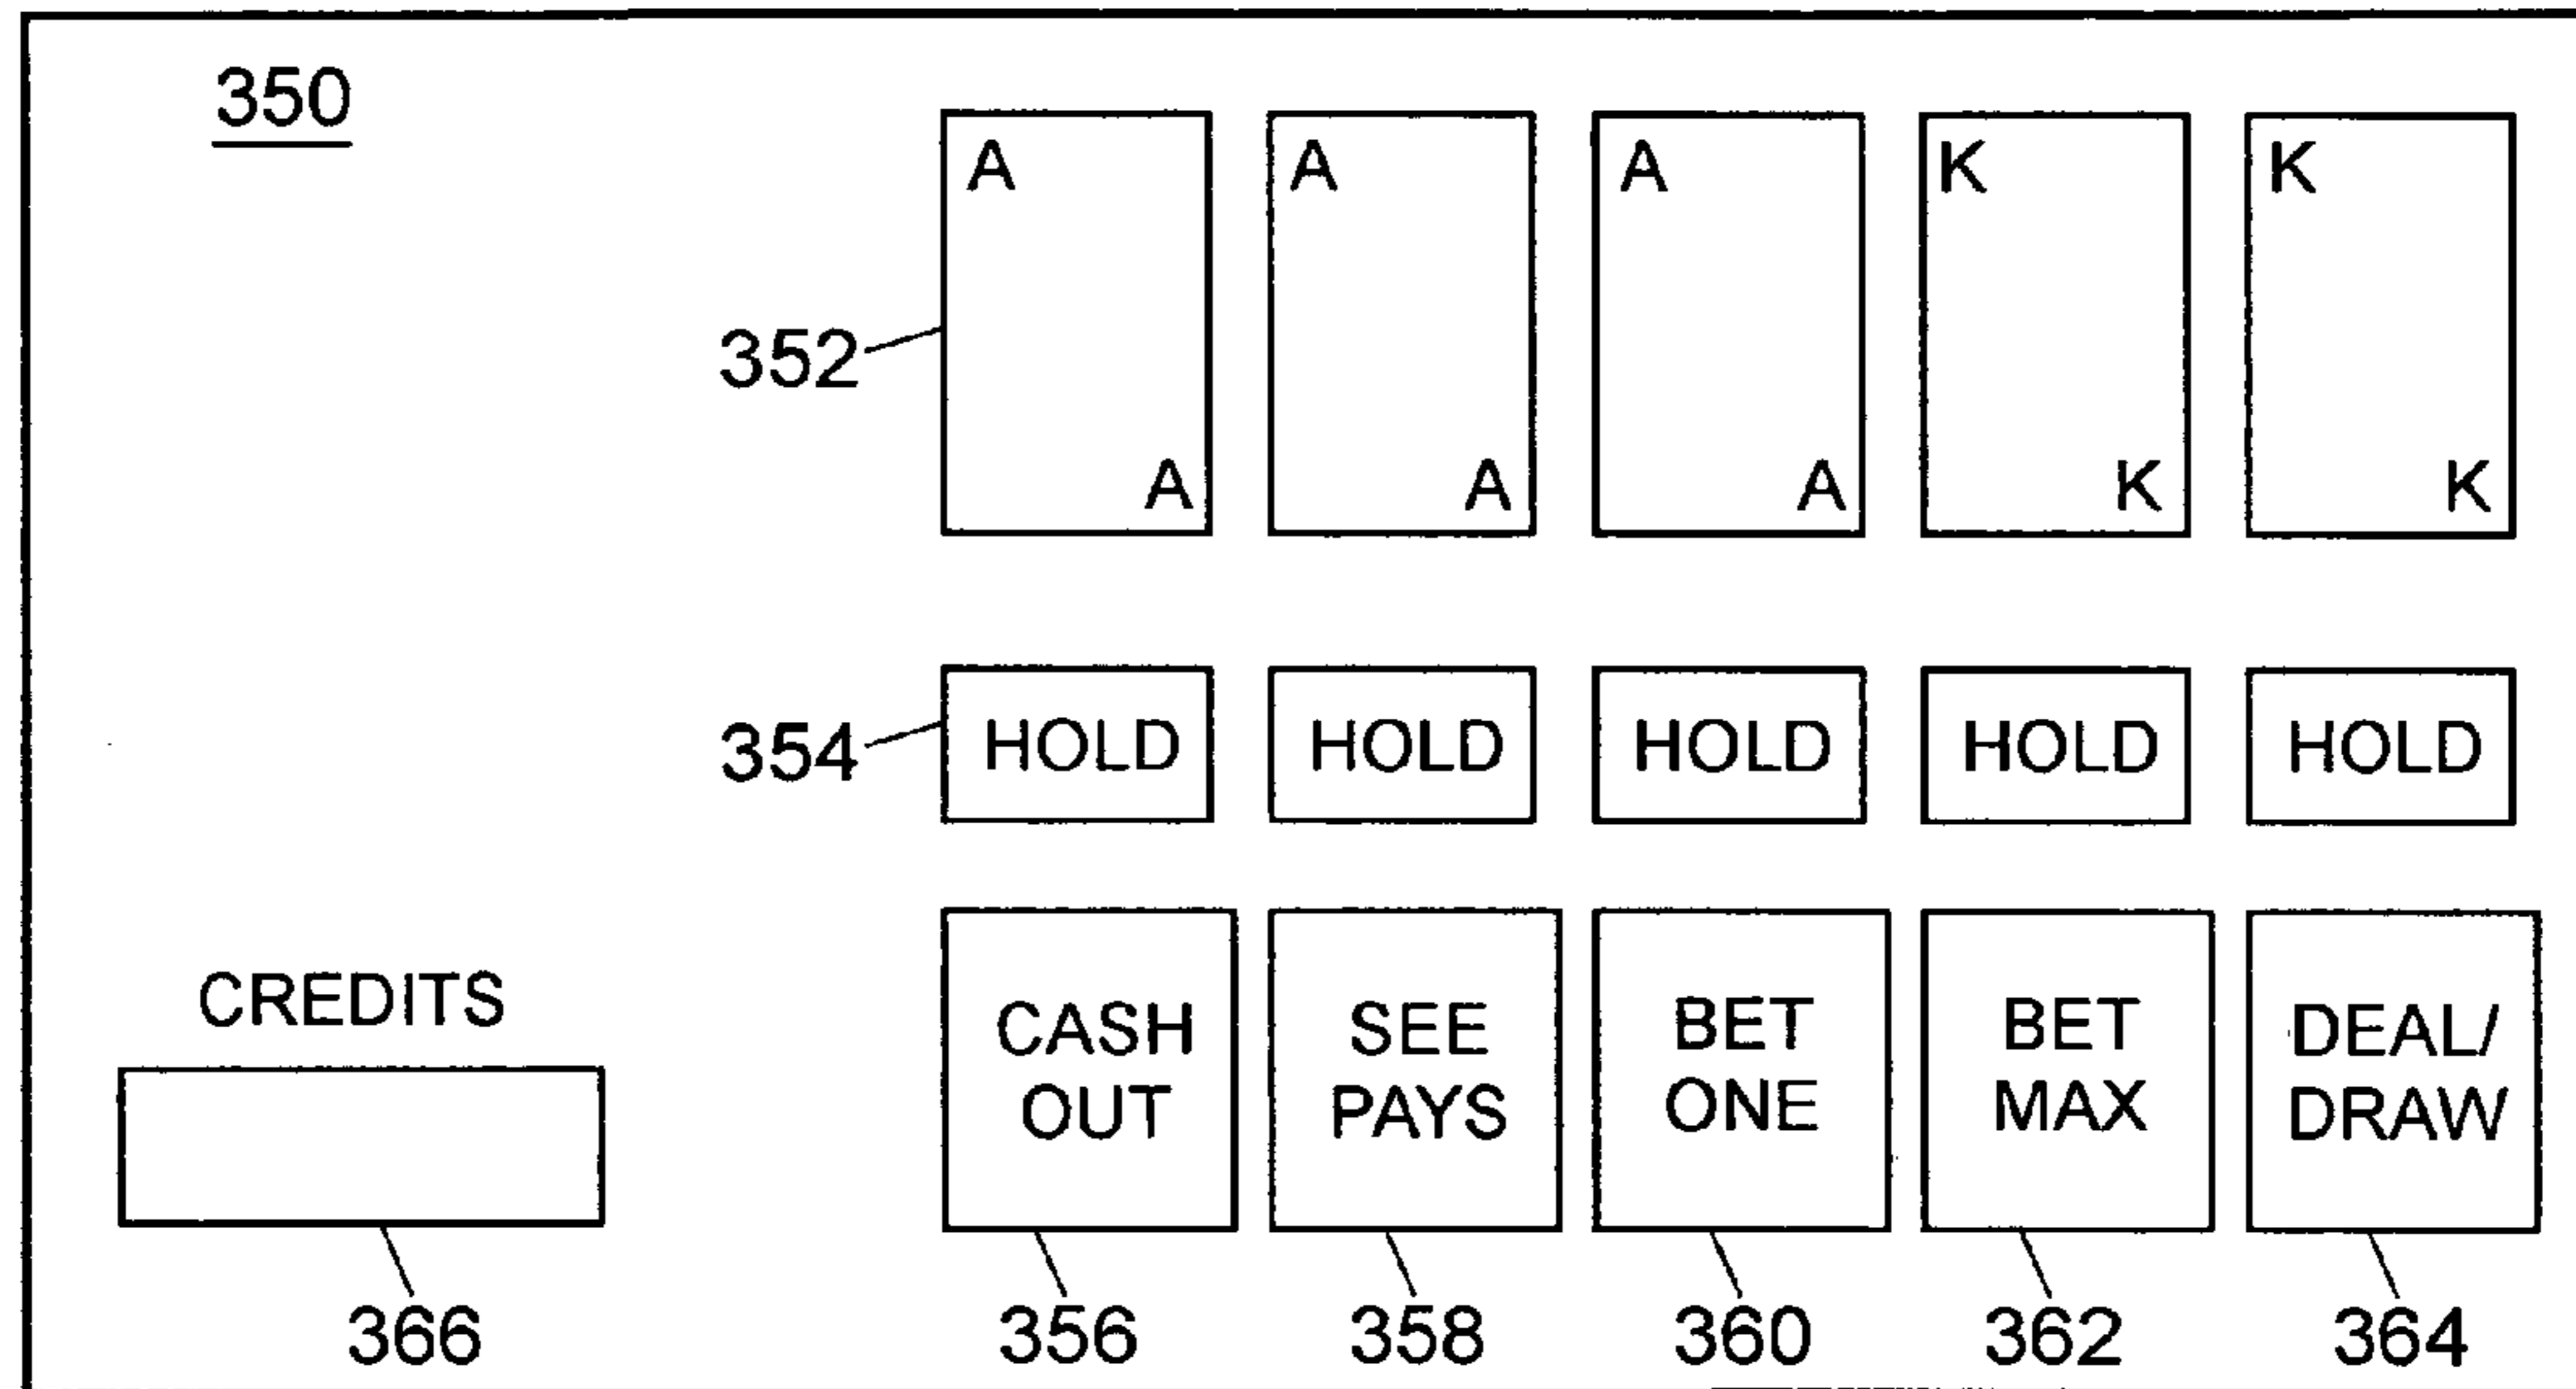 350
A A A K K
352
A A A K K
354 HOLD HOLD HOLD HOLD HOLD
CREDITS
CASH OUT
SEE PAYS
BET ONE
BET MAX
DEAL/
DRAW
366 356 358 360 362 364